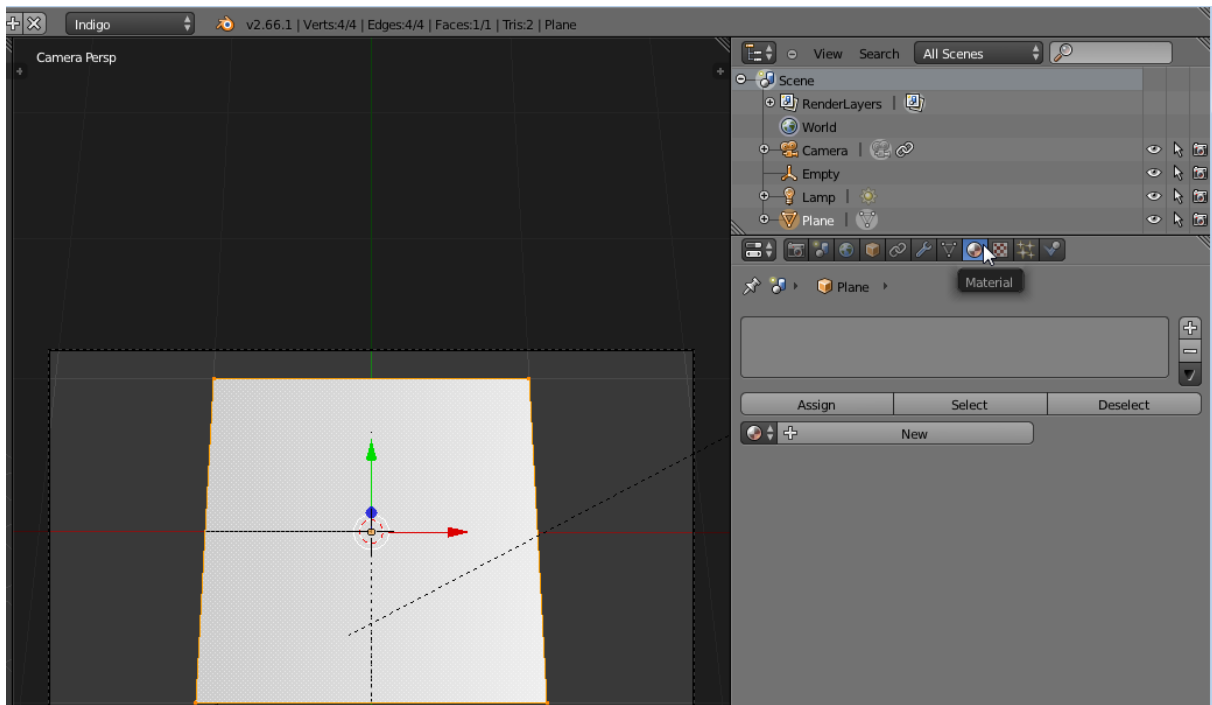 Indigo
v2.66.1 | Verts:4/4 | Edges:4/4 | Faces:1/1 | Tris:2 | Plane
Camera Persp
View Search All Scenes
Scene
RenderLayers
World
Camera
Empty
Lamp
Plane
Plane
Material
Assign Select Deselect
New